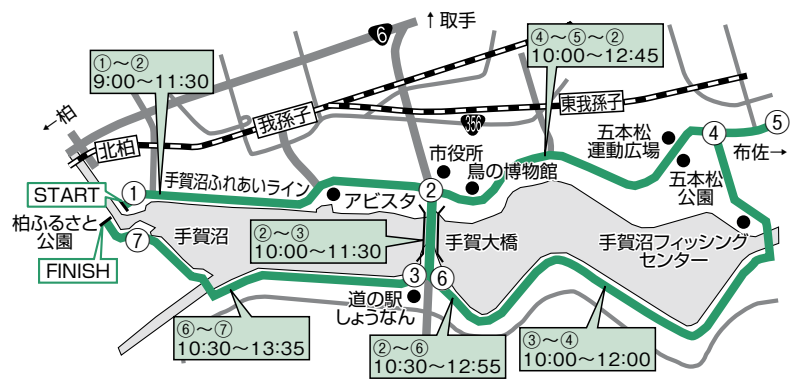 ↑取手
6
①～②
9:00～11:30
④～⑤～②
10:00～12:45
←柏
北柏
我孫子
356
東我孫子
五本松
運動広場
④
⑤
布佐→
市役所
鳥の博物館
五本松
公園
START
①
手賀沼ふれあいライン
アビスタ
②
柏ふるさと
公園
⑦
FINISH
手賀沼
②～③
10:00～11:30
手賀大橋
手賀沼フィッシング
センター
③
⑥
道の駅
しょうなん
⑥～⑦
10:30～13:35
②～⑥
10:30～12:55
③～④
10:00～12:00